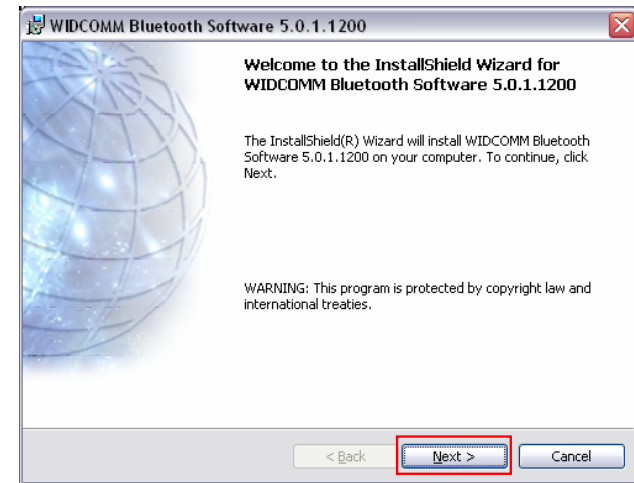 WIDCOMM Bluetooth Software 5.0.1.1200
Welcome to the InstallShield Wizard for
WIDCOMM Bluetooth Software 5.0.1.1200
The InstallShield(R) Wizard will install WIDCOMM Bluetooth
Software 5.0.1.1200 on your computer. To continue, click
Next.
WARNING: This program is protected by copyright law and
international treaties.
< Back
Next >
Cancel